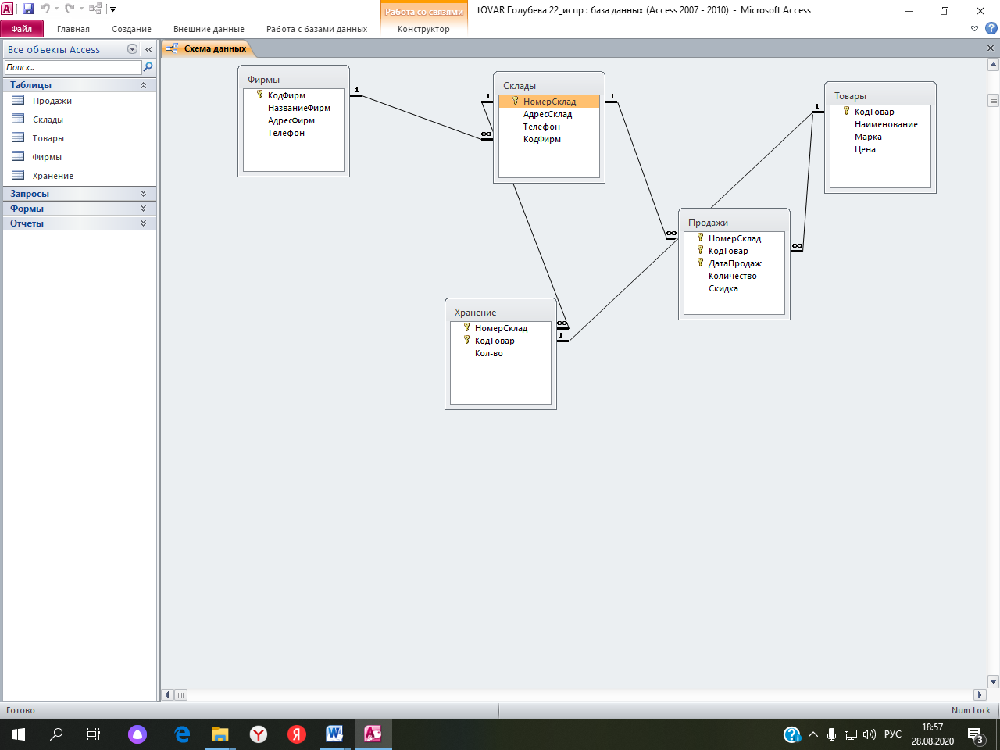 Работа со связями
tOVAR Голубева 22_испр : база данных (Access 2007 - 2010) - Microsoft Access
Файл
Главная
Создание
Внешние данные
Работа с базами данных
Конструктор
Все объекты Access
Поиск...
Таблицы
Продажи
Склады
Товары
Фирмы
Хранение
Запросы
Формы
Отчеты
Схема данных
Фирмы
КодФирм
НазваниеФирм
АдресФирм
Телефон
1
∞
Склады
НомерСклад
АдресСклад
Телефон
КодФирм
1
1
∞
Товары
КодТовар
Наименование
Марка
Цена
1
∞
Продажи
НомерСклад
КодТовар
ДатаПродаж
Количество
Скидка
Хранение
НомерСклад
КодТовар
Кол-во
∞
1
Готово
Num Lock
РУС
18:57
28.08.2020
3